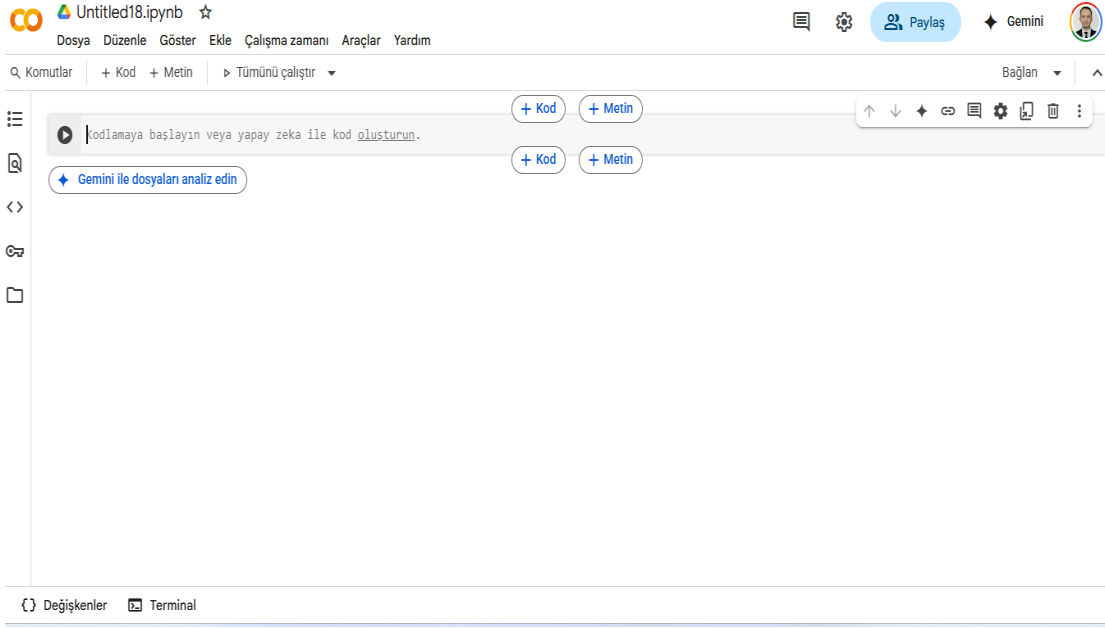 Untitled18.ipynb
Dosya Düzenle Göster Ekle Çalışma zamanı Araçlar Yardım
Paylaş
Gemini
Komutlar + Kod + Metin Tümünü çalıştır Bağlan
+ Kod + Metin
Kodlamaya başlayın veya yapay zeka ile kod oluşturun.
+ Kod + Metin
Gemini ile dosyaları analiz edin
Değişkenler Terminal